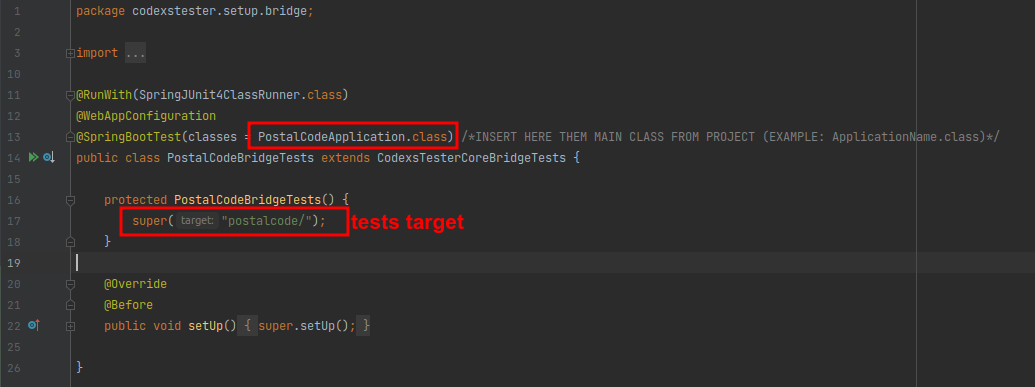 1 package codexstester.setup.bridge;
2
3 import ...
10
11 @RunWith(SpringJUnit4ClassRunner.class)
12 @WebAppConfiguration
13 @SpringBootTest(classes = PostalCodeApplication.class) /*INSERT HERE THEM MAIN CLASS FROM PROJECT (EXAMPLE: ApplicationName.class)*/
14 public class PostalCodeBridgeTests extends CodexsTesterCoreBridgeTests {
15
16 protected PostalCodeBridgeTests() {
17 super( target: "postalcode/"); tests target
18 }
19
20 @Override
21 @Before
22 public void setUp() { super.setUp(); }
25
26 }